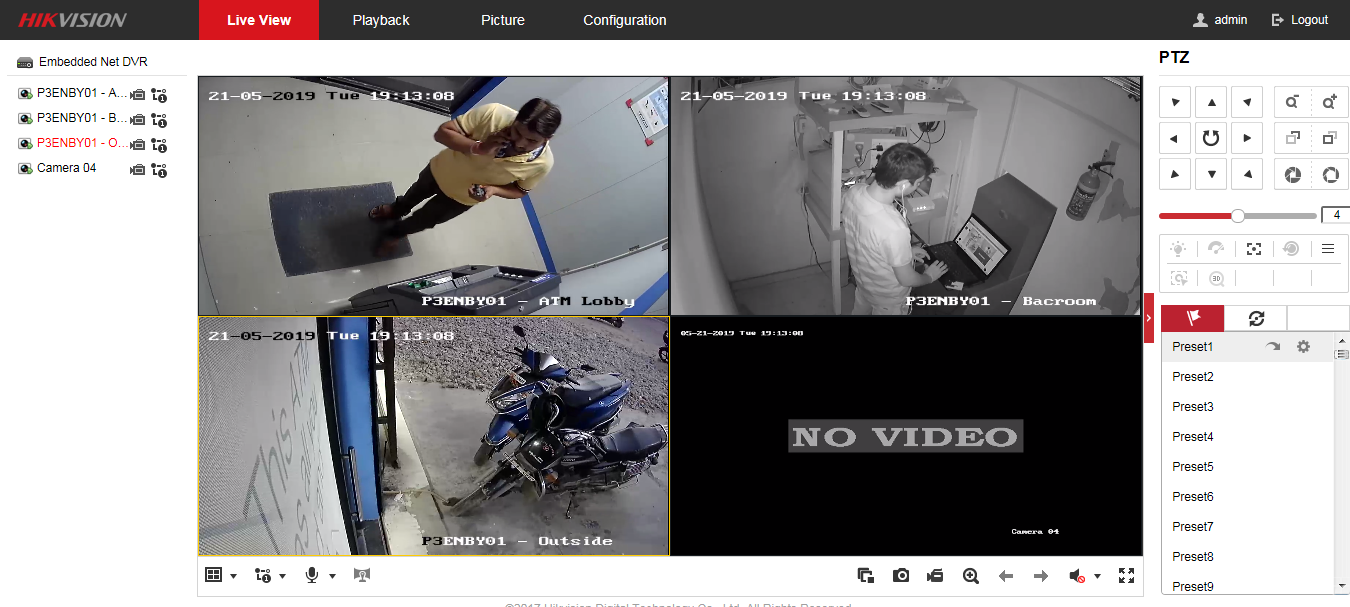 HIKVISION
Live View
Playback
Picture
Configuration
admin
Logout
Embedded Net DVR
P3ENBY01 - A...
P3ENBY01 - B...
P3ENBY01 - O...
Camera 04
21-05-2019 Tue 19:13:08
P3ENBY01 - ATM Lobby
21-05-2019 Tue 19:13:08
P3ENBY01 - Bacroom
21-05-2019 Tue 19:13:08
This AT
P3ENBY01 - Outside
05-21-2019 Tue 19:13:08
NO VIDEO
Camera 04
PTZ
4
3D
Preset1
Preset2
Preset3
Preset4
Preset5
Preset6
Preset7
Preset8
Preset9
©2017 Hikvision Digital Technology Co., Ltd. All Rights Reserved.